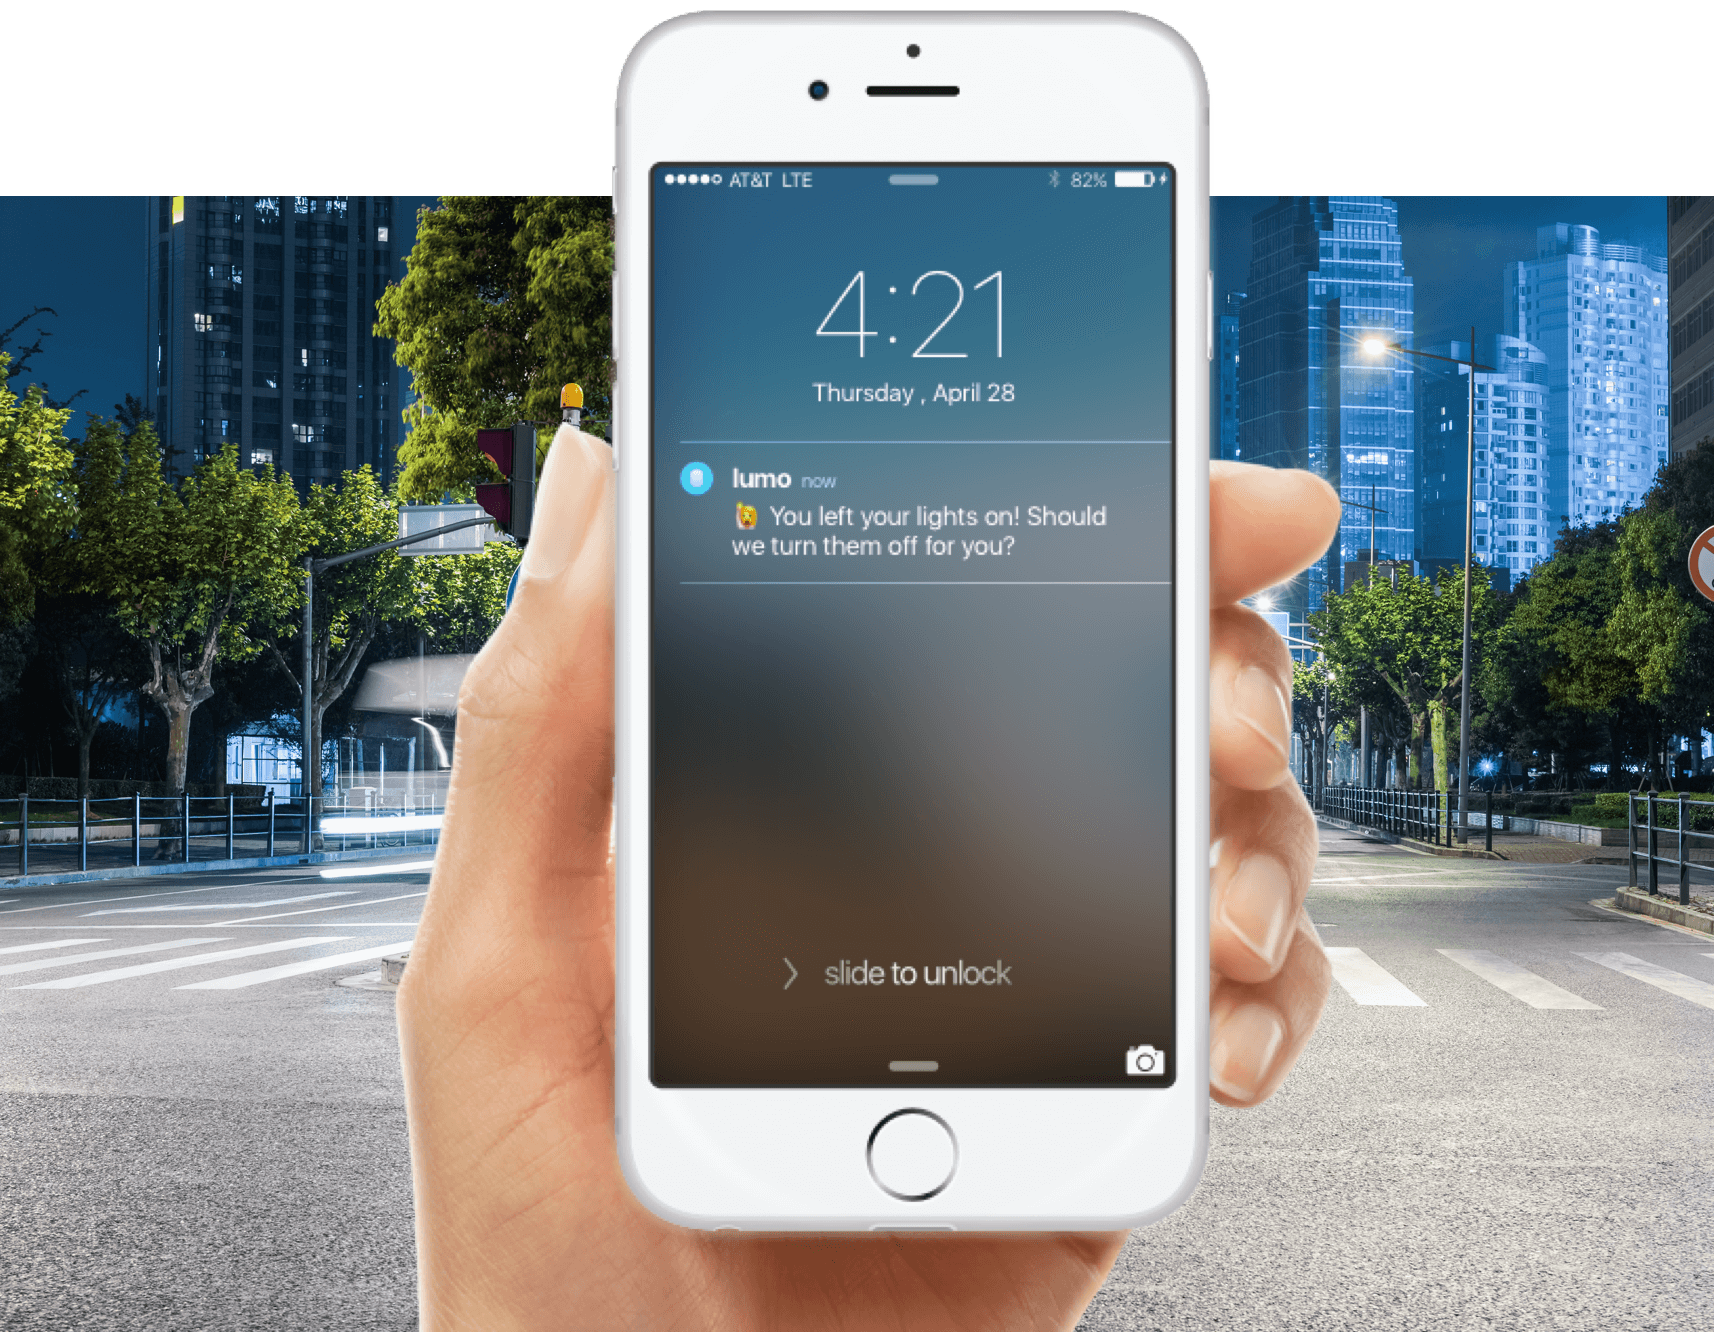 AT&T LTE 82%
4:21
Thursday , April 28
lumo now
You left your lights on! Should
we turn them off for you?
slide to unlock